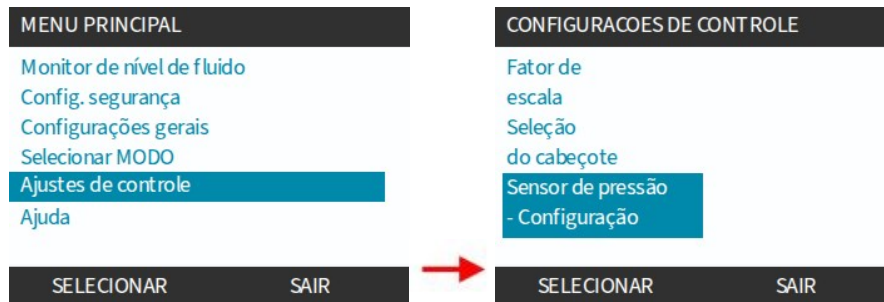 MENU PRINCIPAL
Monitor de nível de fluido
Config. segurança
Configurações gerais
Selecionar MODO
Ajustes de controle
Ajuda
SELECIONAR SAIR
CONFIGURACOES DE CONTROLE
Fator de
escala
Seleção
do cabeçote
Sensor de pressão
- Configuração
SELECIONAR SAIR